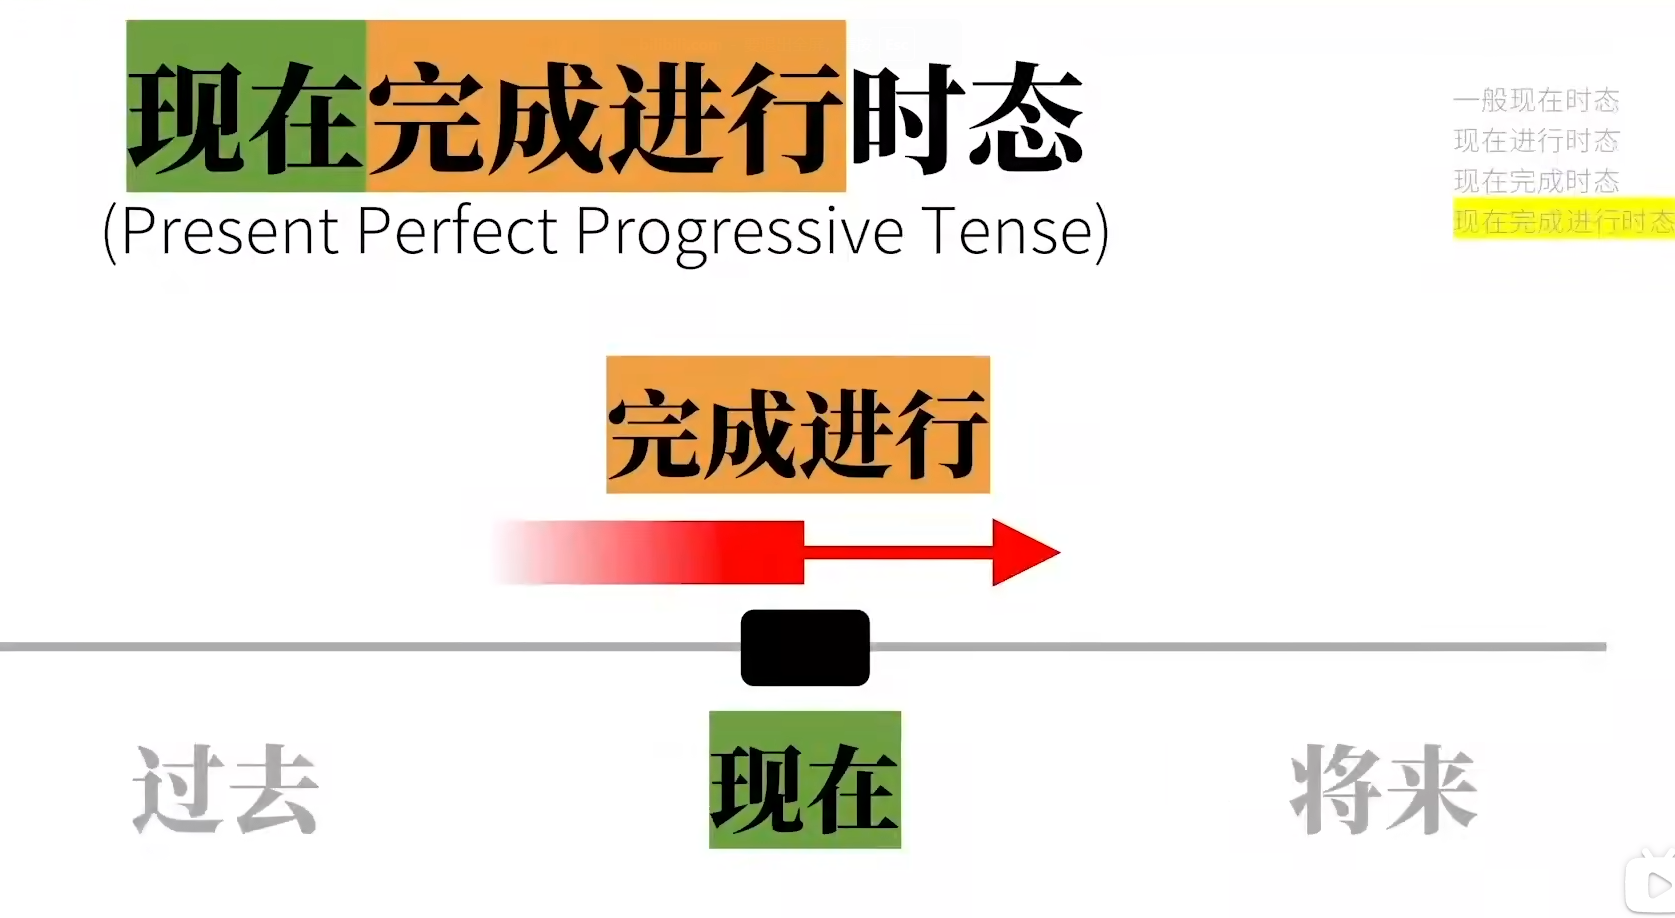 现在完成进行时态
(Present Perfect Progressive Tense)
一般现在时态
现在进行时态
现在完成时态
现在完成进行时态
完成进行
过去
现在
将来